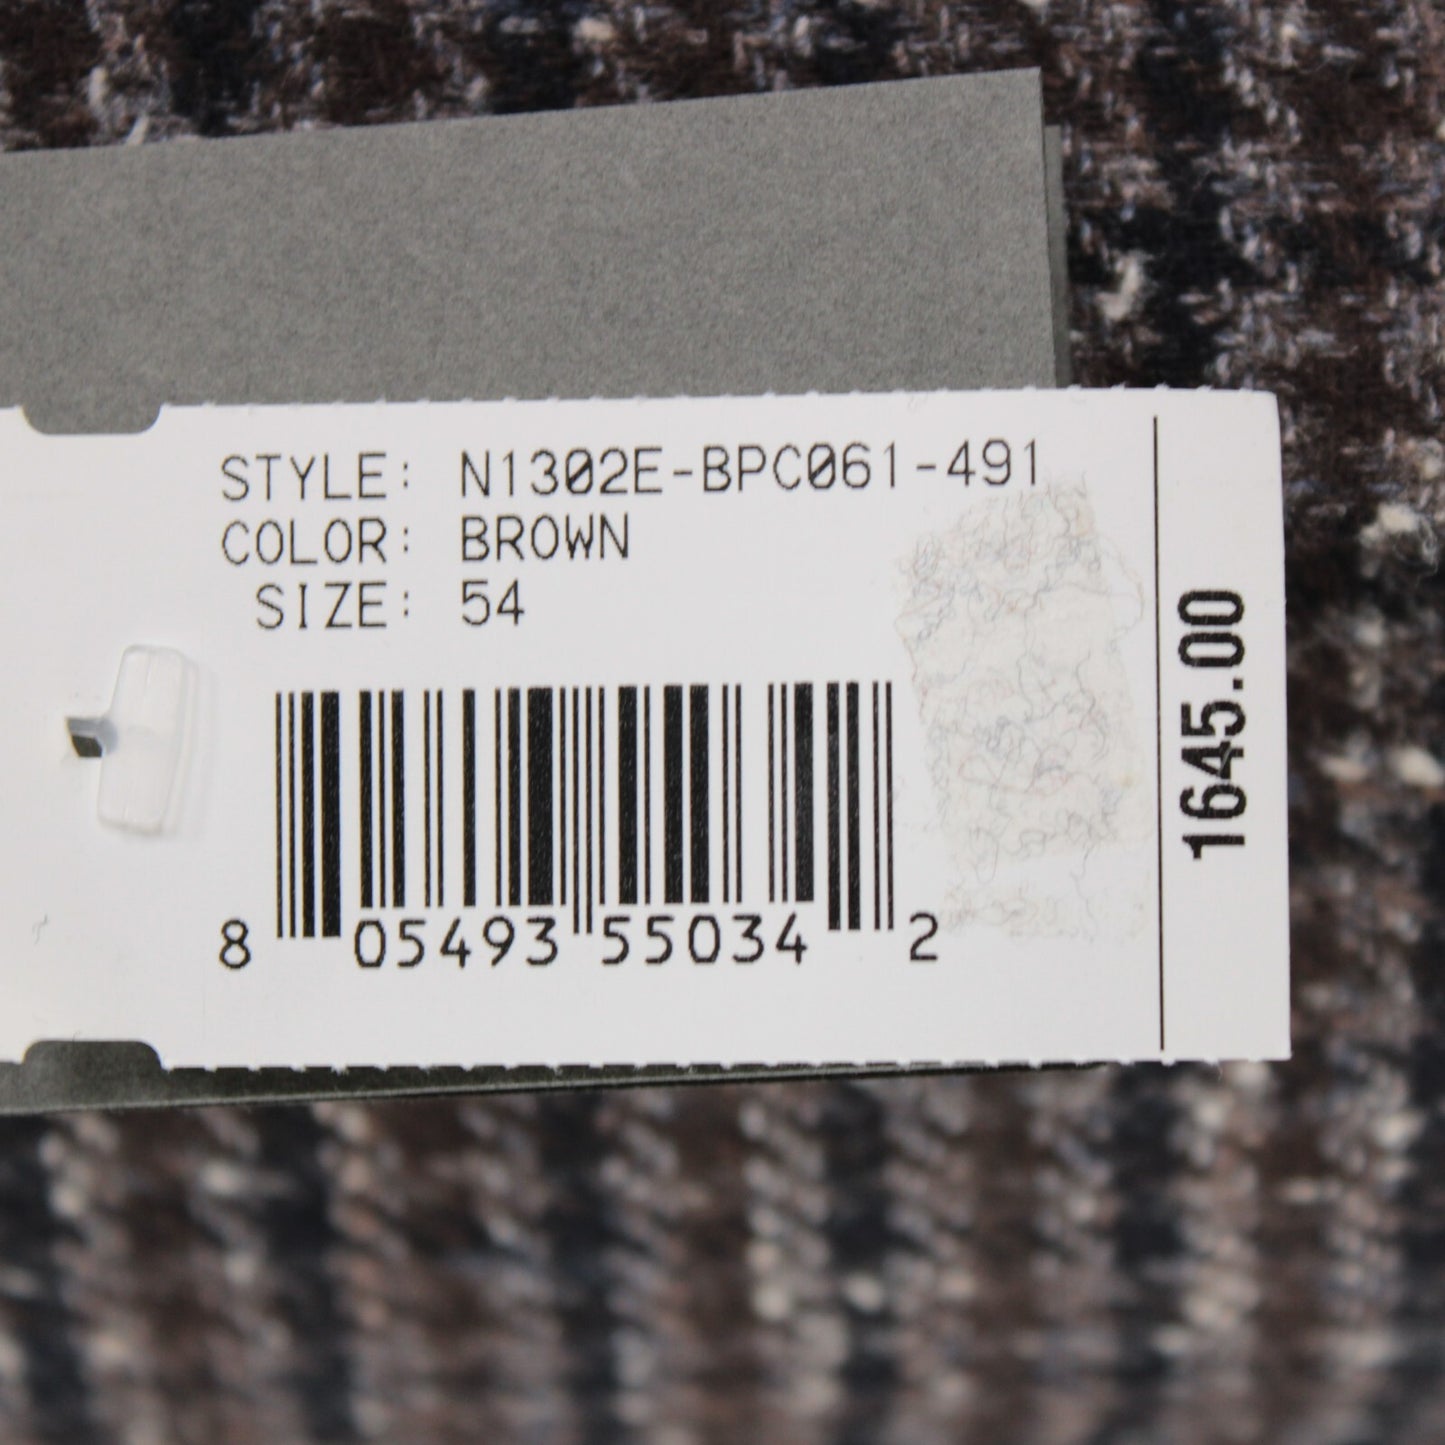 STYLE: N1302E-BPC061-491
COLOR: BROWN
SIZE: 54
8 05493 55034 2
1645.00